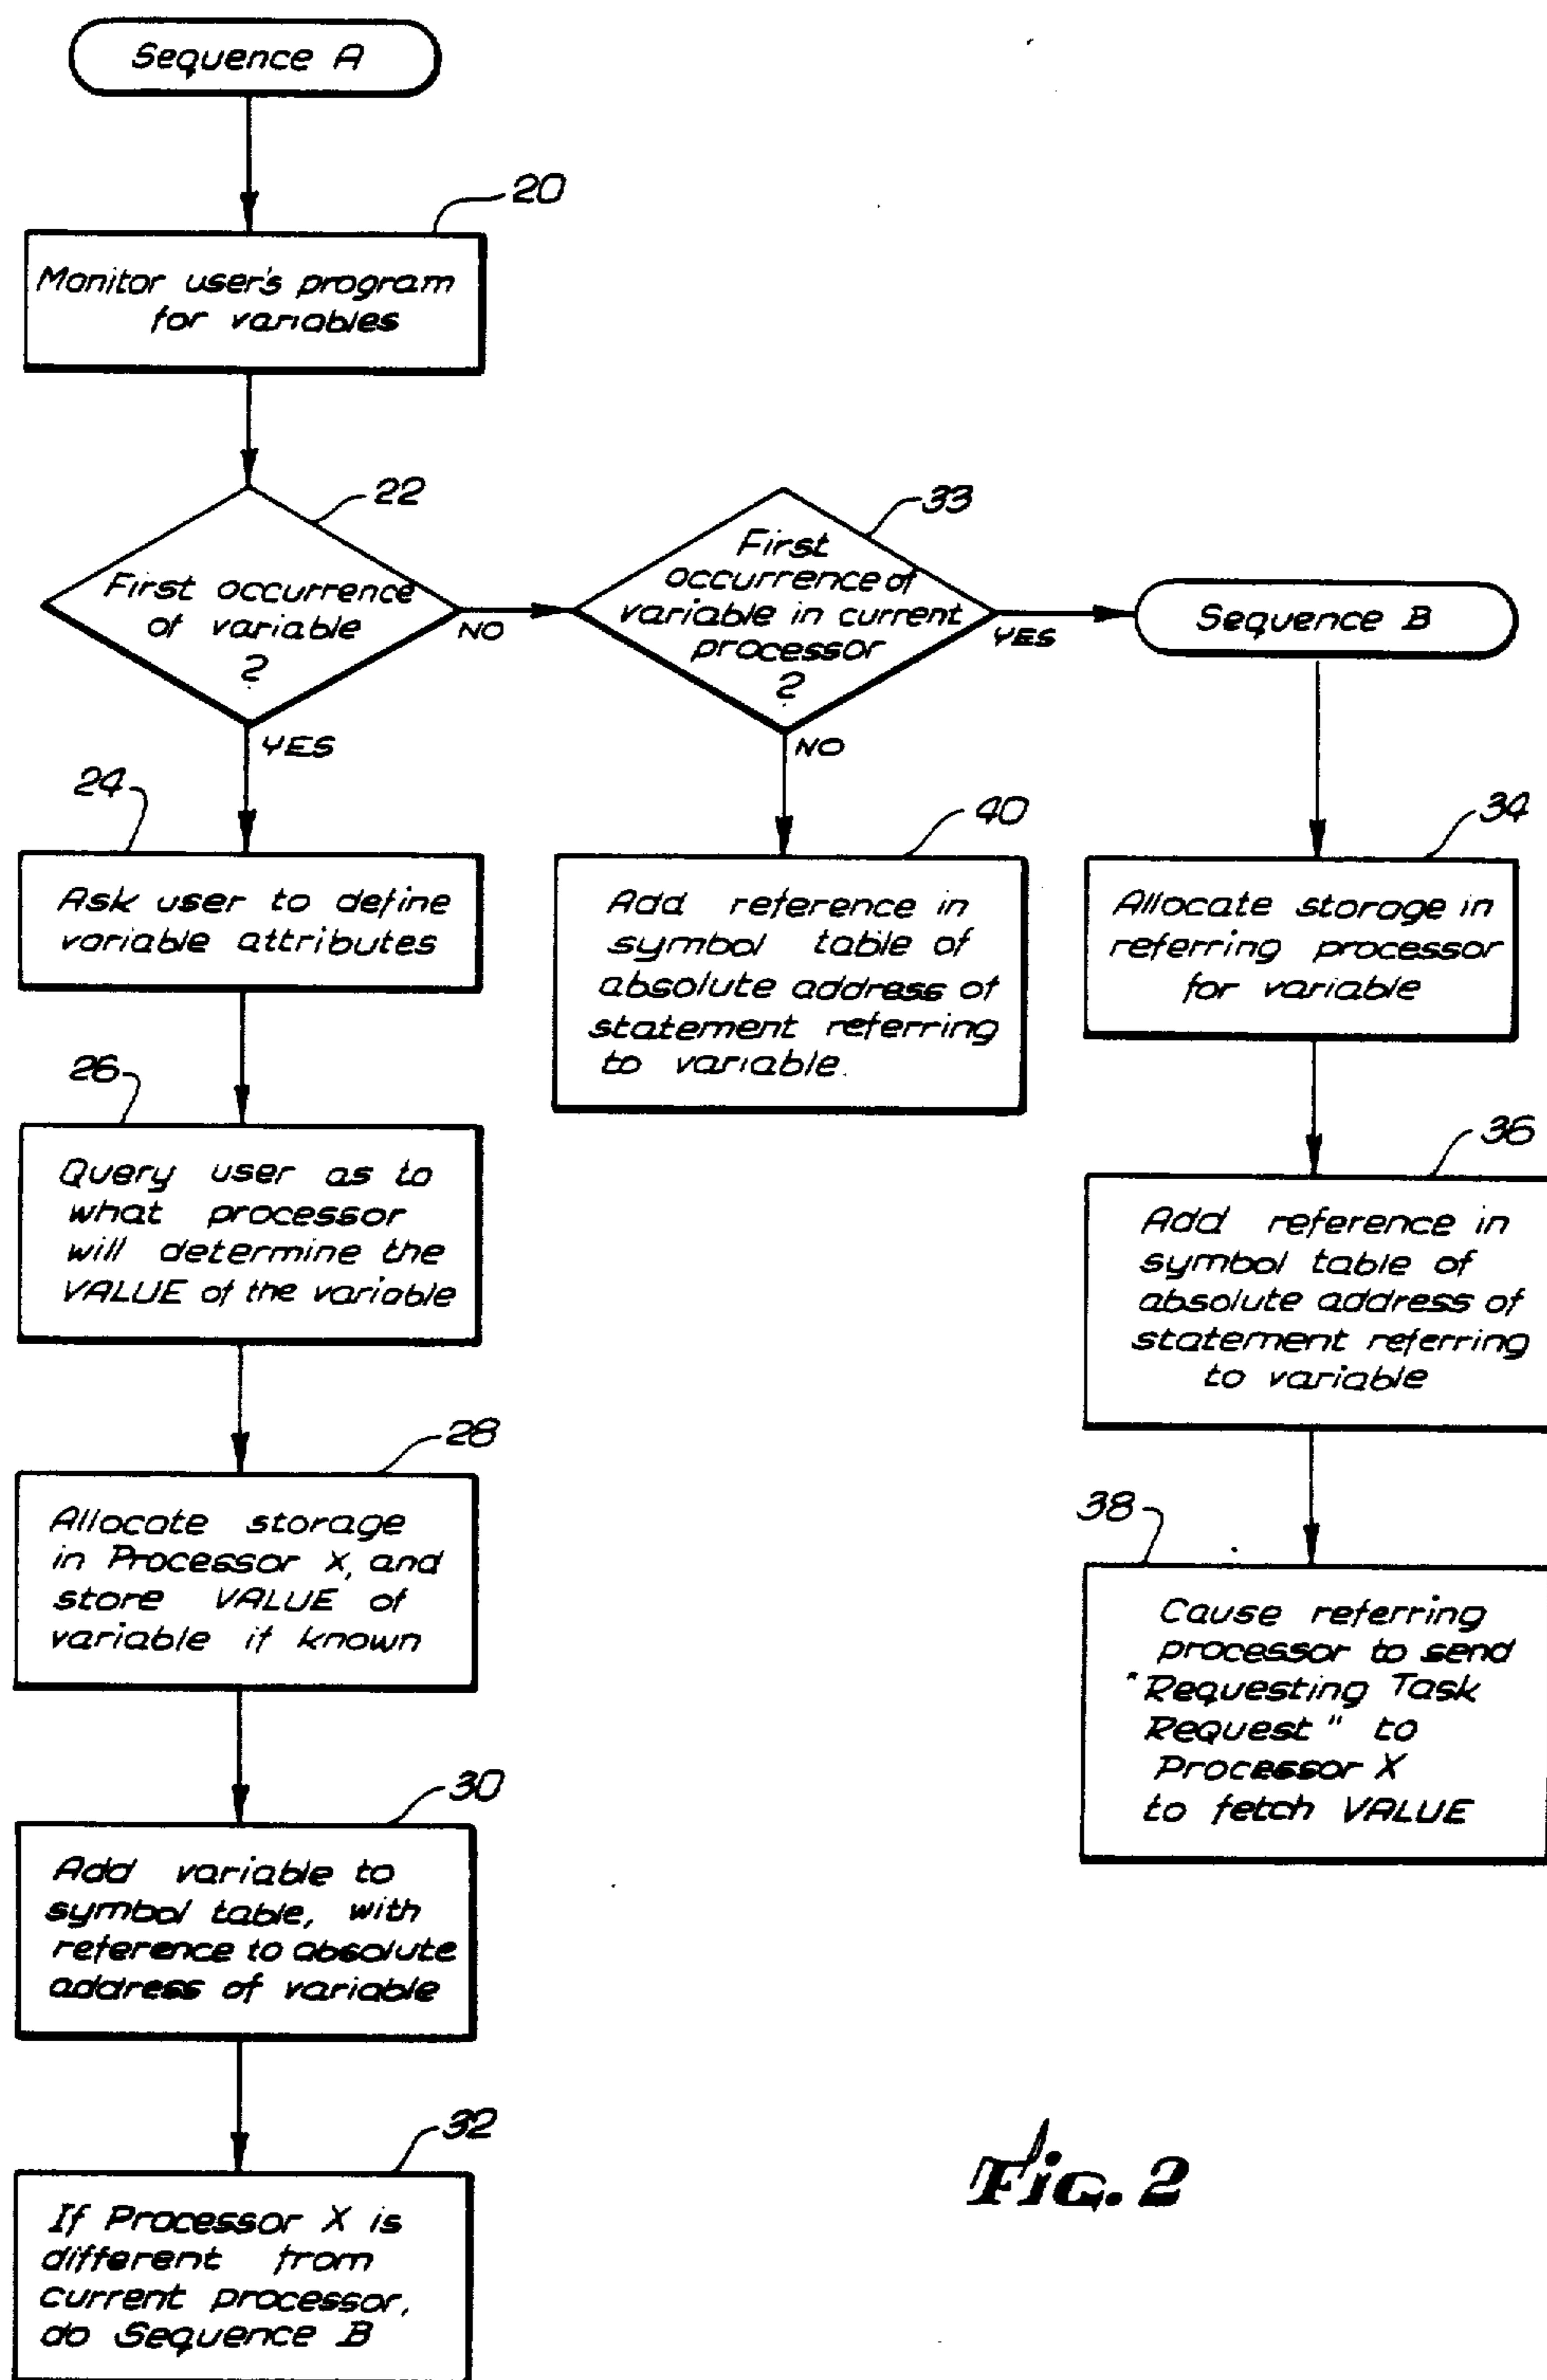 Sequence A
20
Monitor user's program
for variables
22
First occurrence
of variable
?
NO
YES
33
First
occurrence of
variable in current
processor
?
YES
NO
Sequence B
24
Ask user to define
variable attributes
40
Add reference in
symbol table of
absolute address of
statement referring
to variable.
34
Allocate storage in
referring processor
for variable
26
Query user as to
what processor
will determine the
VALUE of the variable
36
Add reference in
symbol table of
absolute address of
statement referring
to variable
28
Allocate storage
in Processor X, and
store VALUE of
variable if known
38
Cause referring
processor to send
"Requesting Task
Request" to
Processor X
to fetch VALUE
30
Add variable to
symbol table, with
reference to absolute
address of variable
32
If Processor X is
different from
current processor,
do Sequence B
Fig. 2